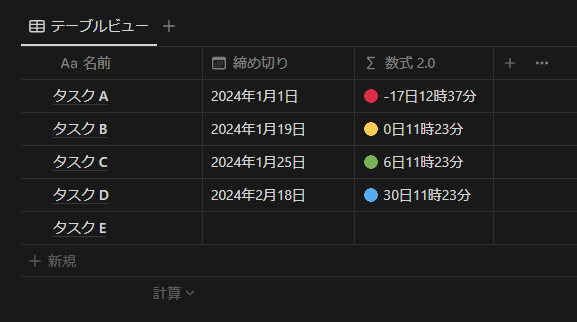 テーブルビュー
Aa 名前 締め切り Σ 数式 2.0
タスク A 2024年1月1日 -17日12時37分
タスク B 2024年1月19日 0日11時23分
タスク C 2024年1月25日 6日11時23分
タスク D 2024年2月18日 30日11時23分
タスク E
新規
計算